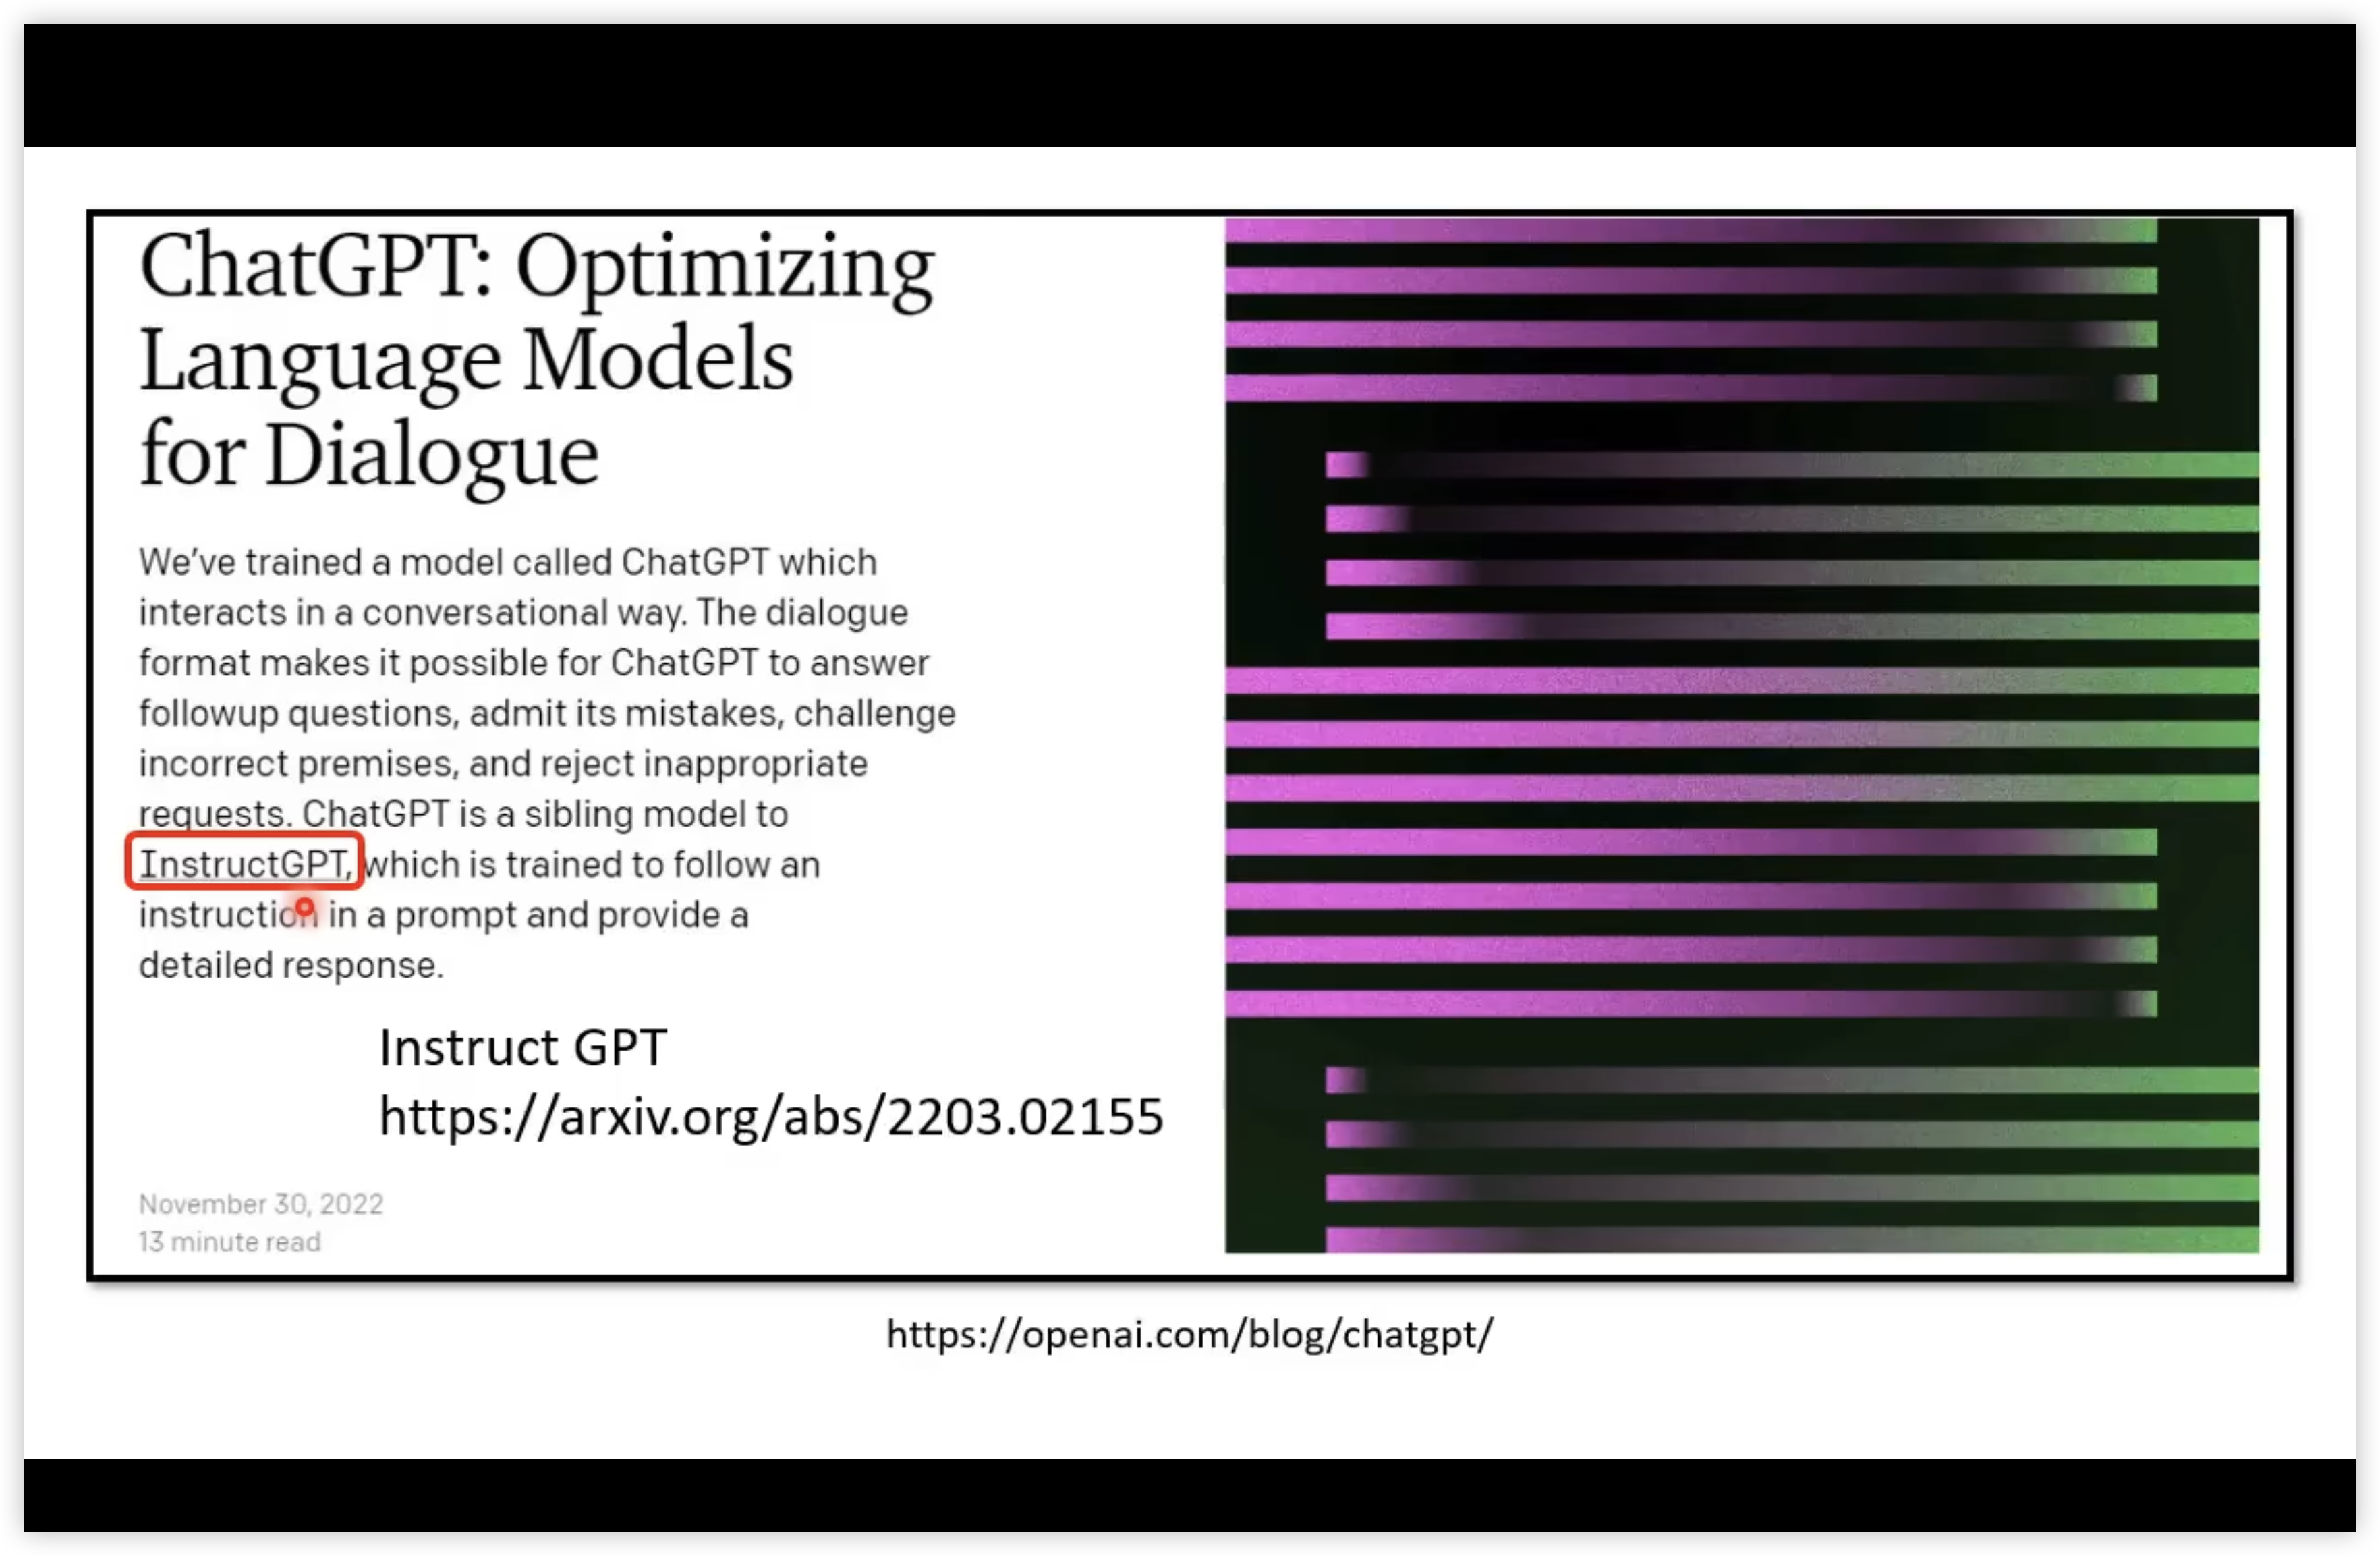 ChatGPT: Optimizing
Language Models
for Dialogue
We’ve trained a model called ChatGPT which
interacts in a conversational way. The dialogue
format makes it possible for ChatGPT to answer
followup questions, admit its mistakes, challenge
incorrect premises, and reject inappropriate
requests. ChatGPT is a sibling model to
InstructGPT, which is trained to follow an
instruction in a prompt and provide a
detailed response.
Instruct GPT
https://arxiv.org/abs/2203.02155
November 30, 2022
13 minute read
https://openai.com/blog/chatgpt/